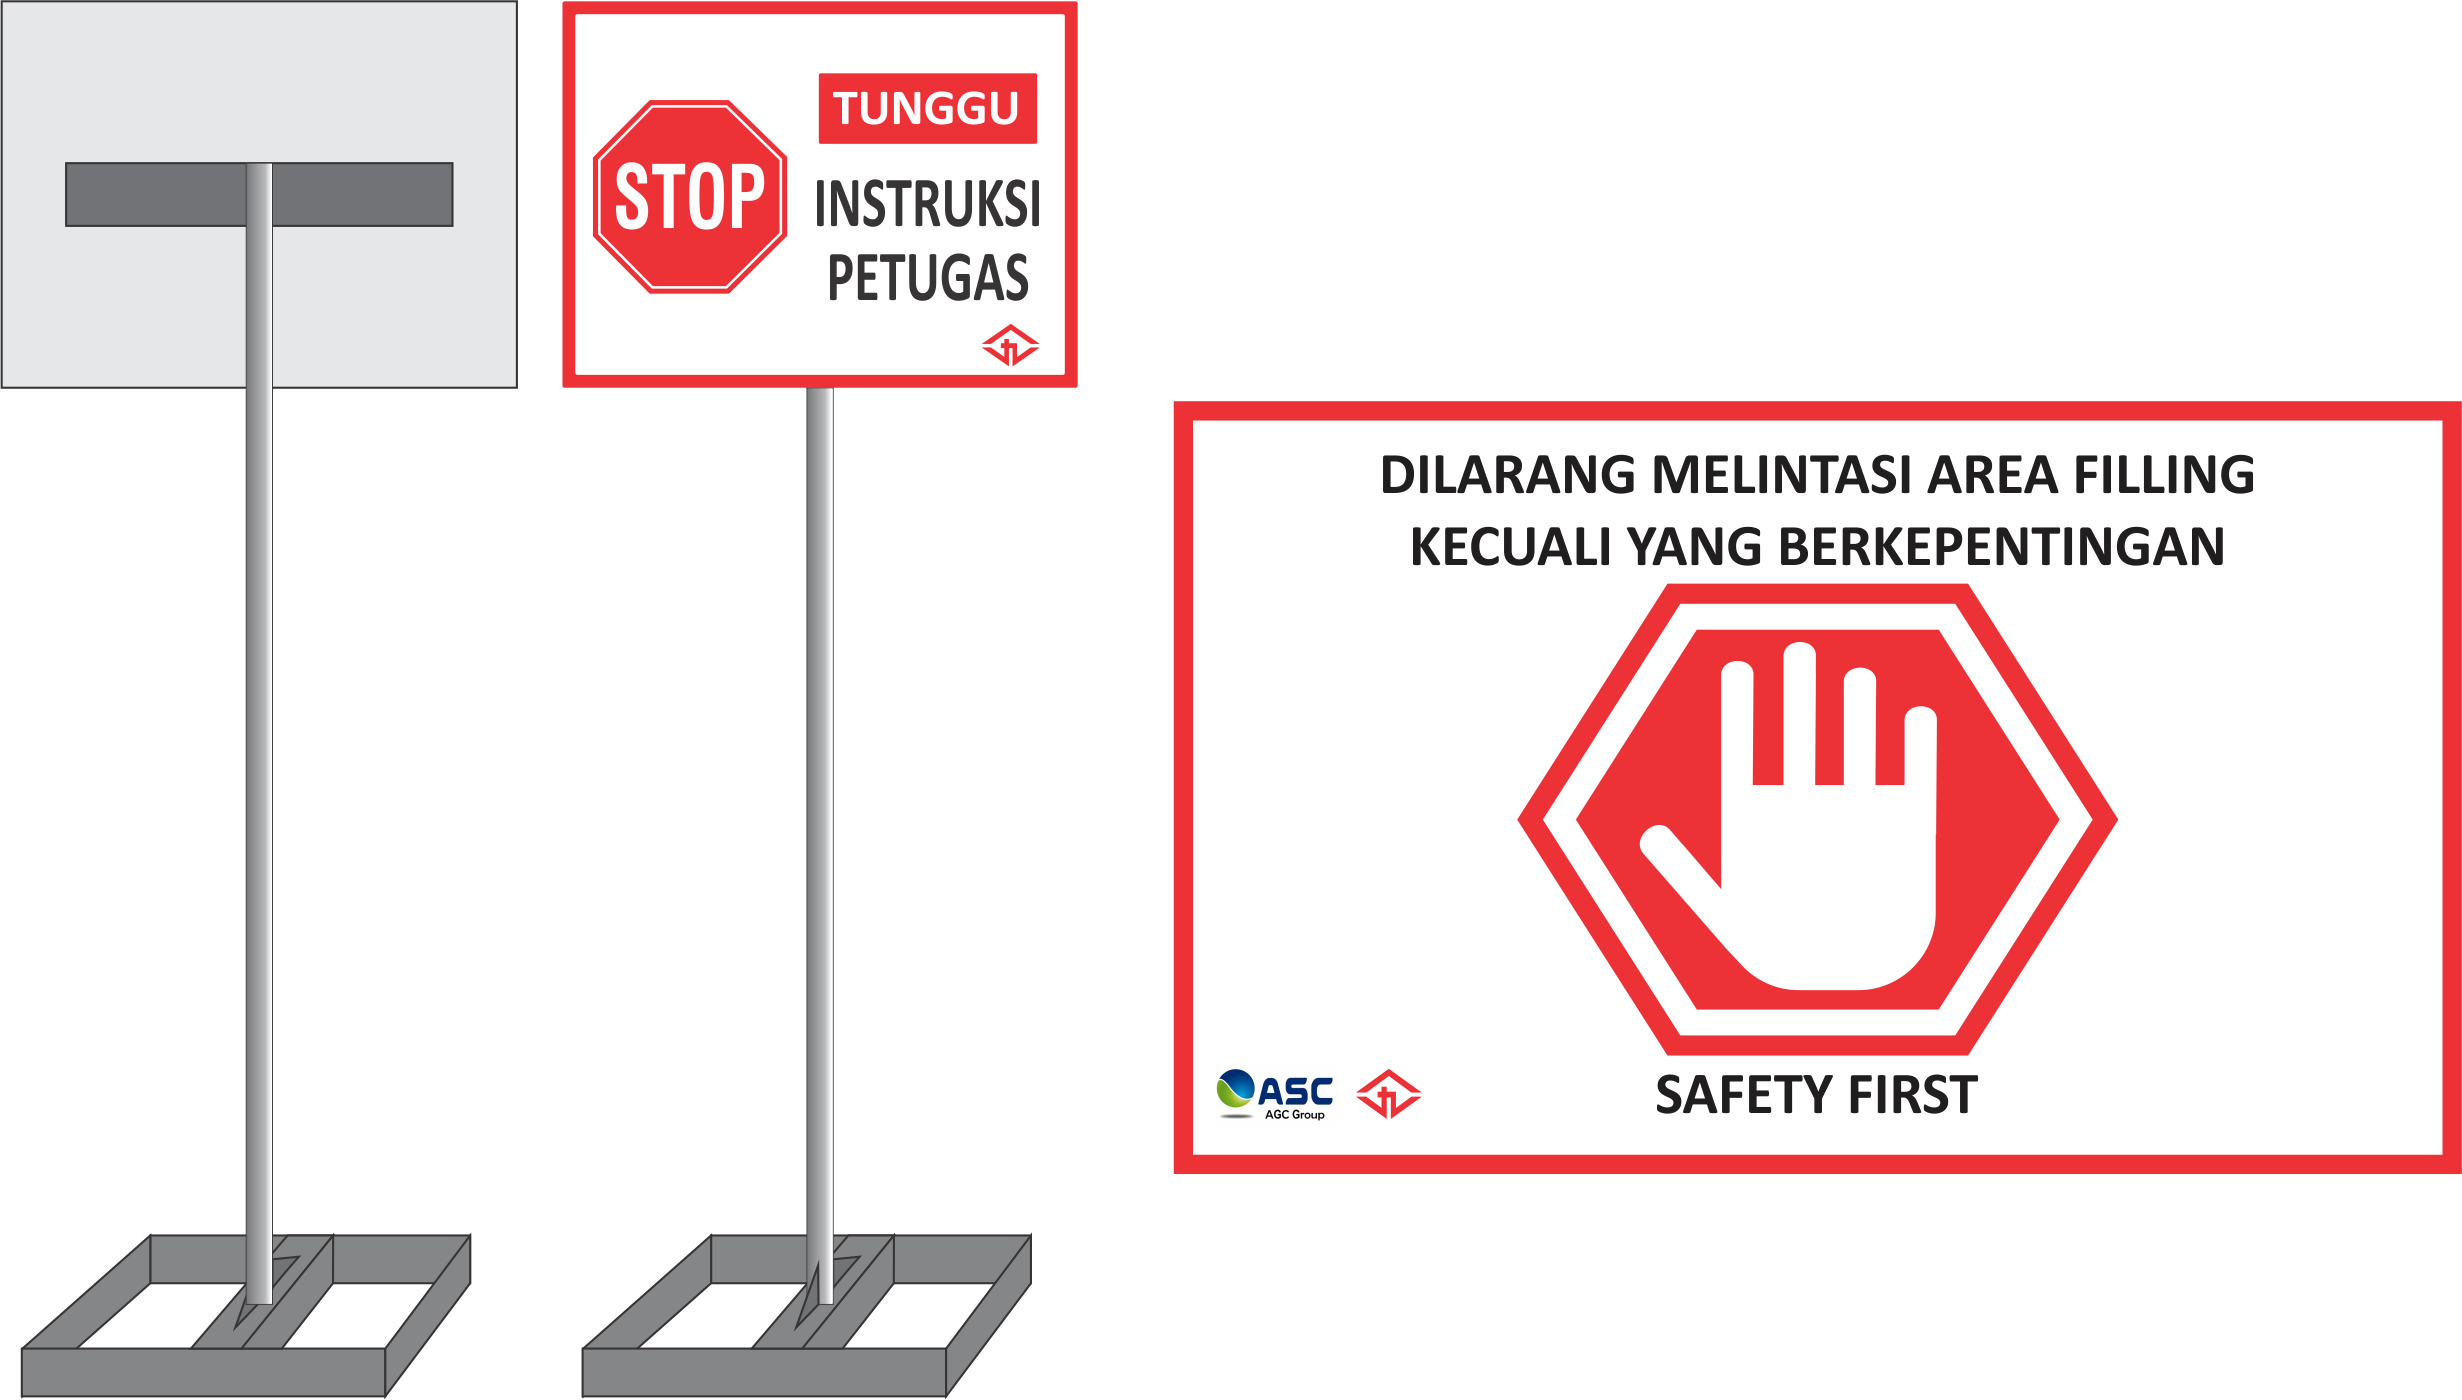 STOP
TUNGGU
INSTRUKSI
PETUGAS
DILARANG MELINTASI AREA FILLING
KECUALI YANG BERKEPENTINGAN
ASC
AGC Group
SAFETY FIRST